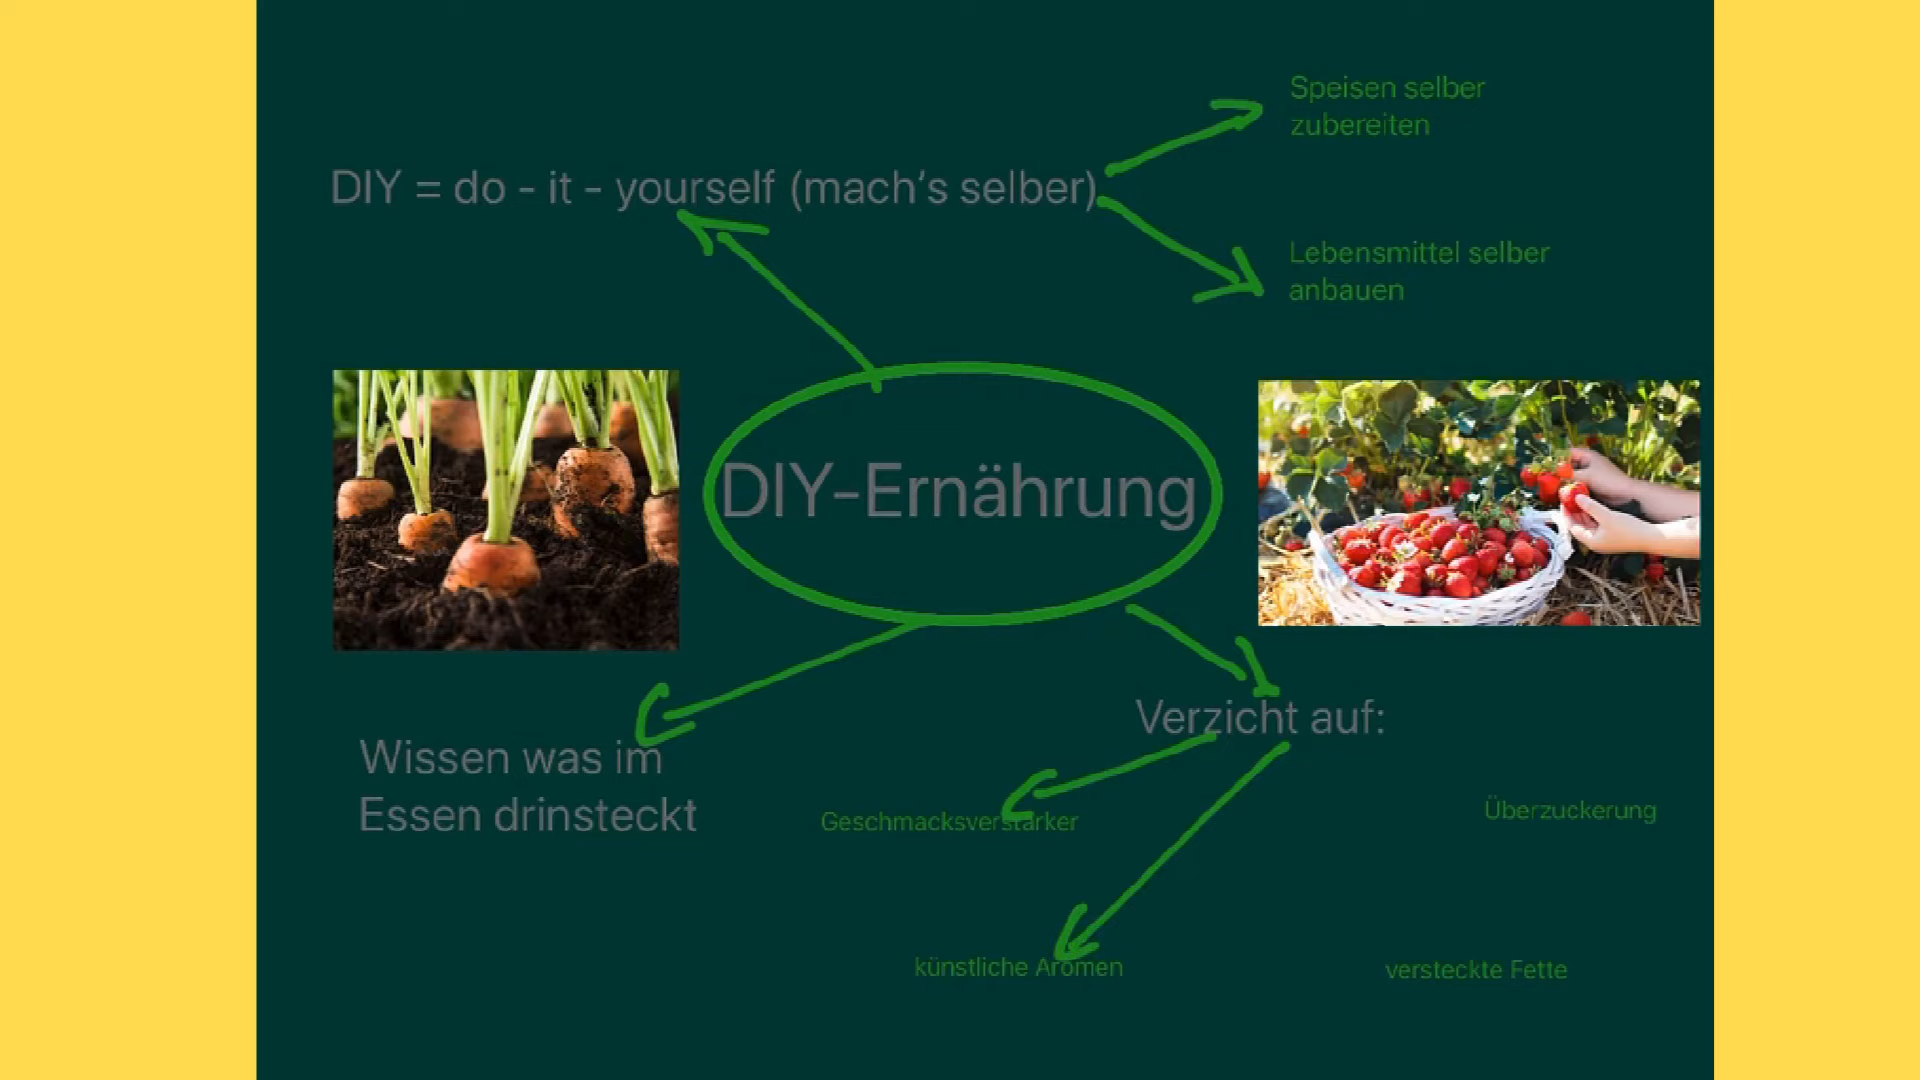 Speisen selber
zubereiten
DIY = do - it - yourself (mach‘s selber)
Lebensmittel selber
anbauen
DIY-Ernährung
Verzicht auf:
Wissen was im
Essen drinsteckt
Geschmacksverstärker
Überzuckerung
künstliche Aromen
versteckte Fette